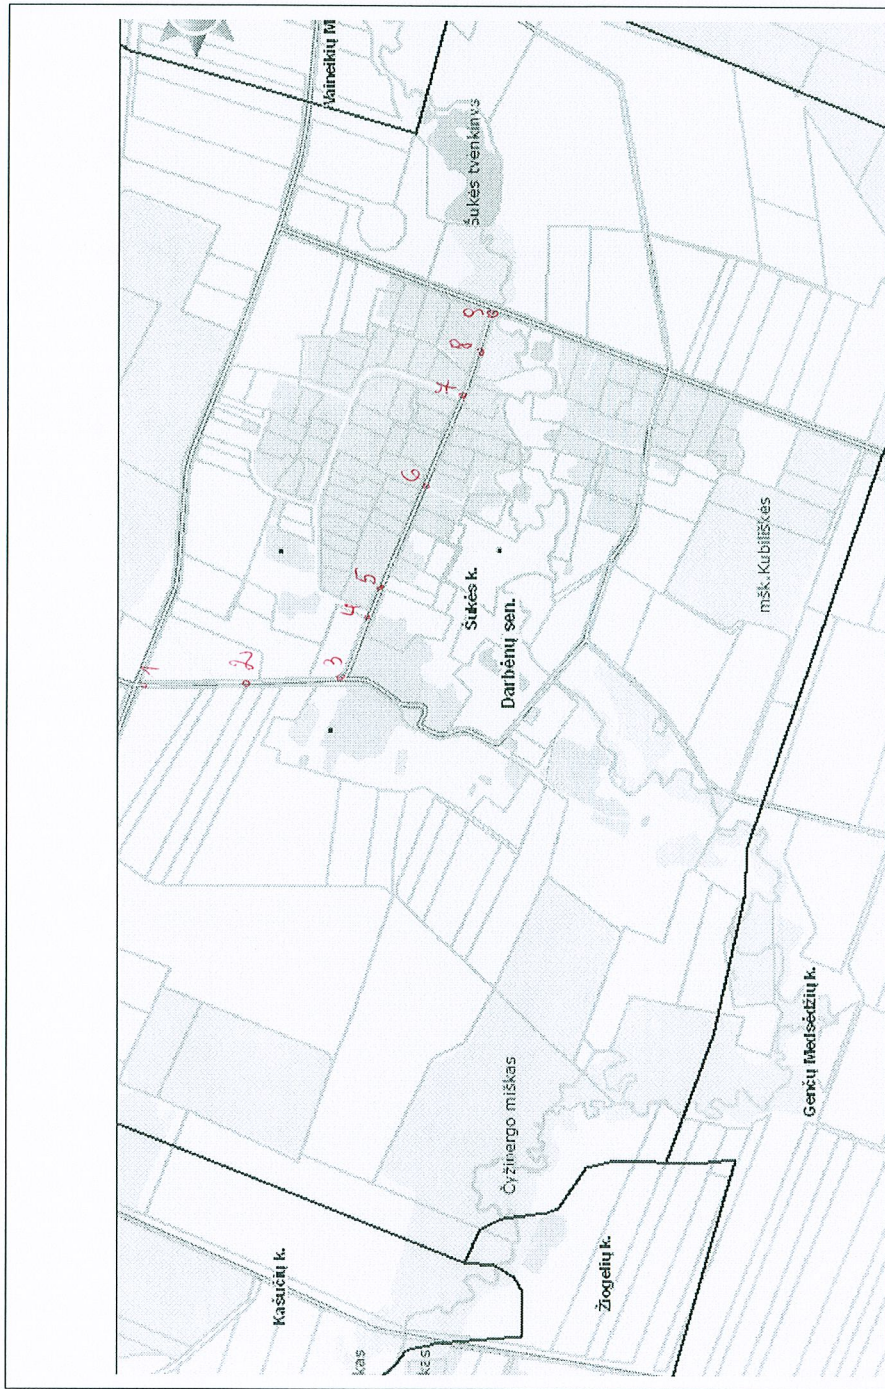 Vaineikių M
Šukės tvenkinys
1
2
3
4
5
6
7
8
9
Šukės k.
Darbėnų sen.
mšk. Kubiliškės
Čyžinergo miškas
Genčų Medsėdžių k.
Kašučių k.
Žiogelių k.
kas
kas